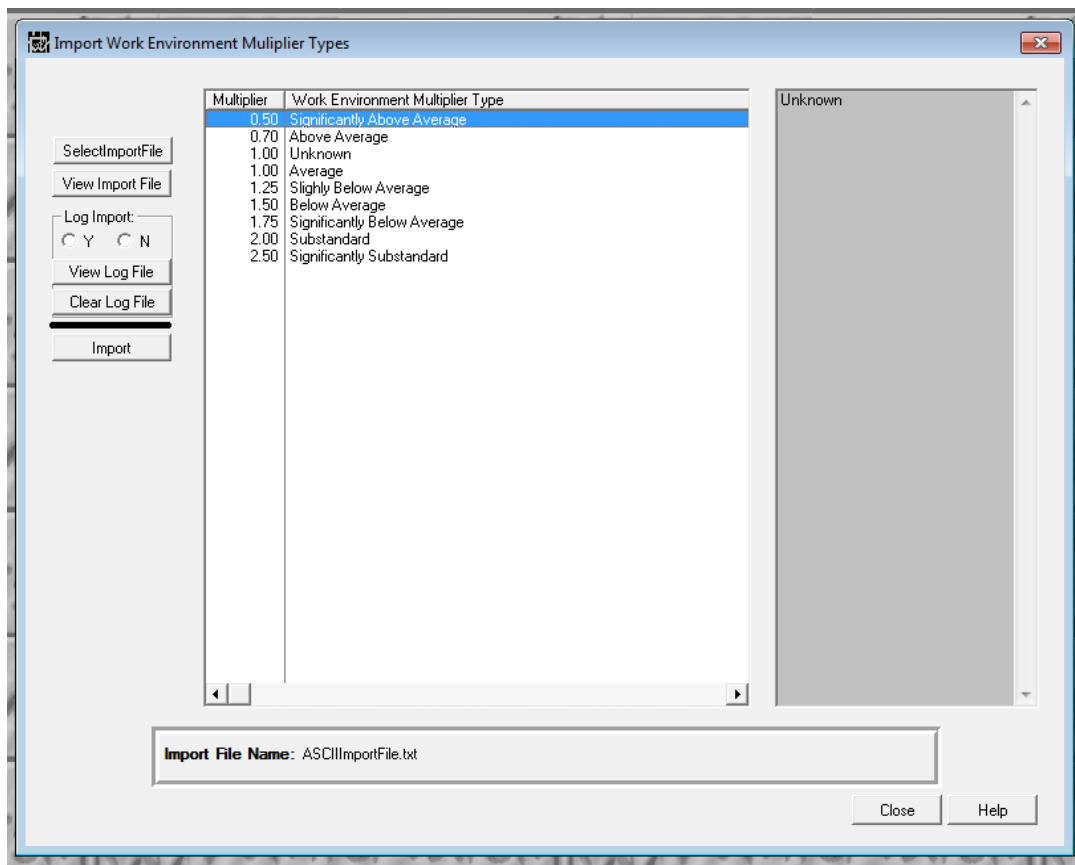 Import Work Environment Muliplier Types
Multiplier Work Environment Multiplier Type
0.50 Significantly Above Average
0.70 Above Average
1.00 Unknown
1.00 Average
1.25 Slighly Below Average
1.50 Below Average
1.75 Significantly Below Average
2.00 Substandard
2.50 Significantly Substandard
Unknown
SelectImportFile
View Import File
Log Import:
Y N
View Log File
Clear Log File
Import
Import File Name: ASCIIImportFile.txt
Close Help